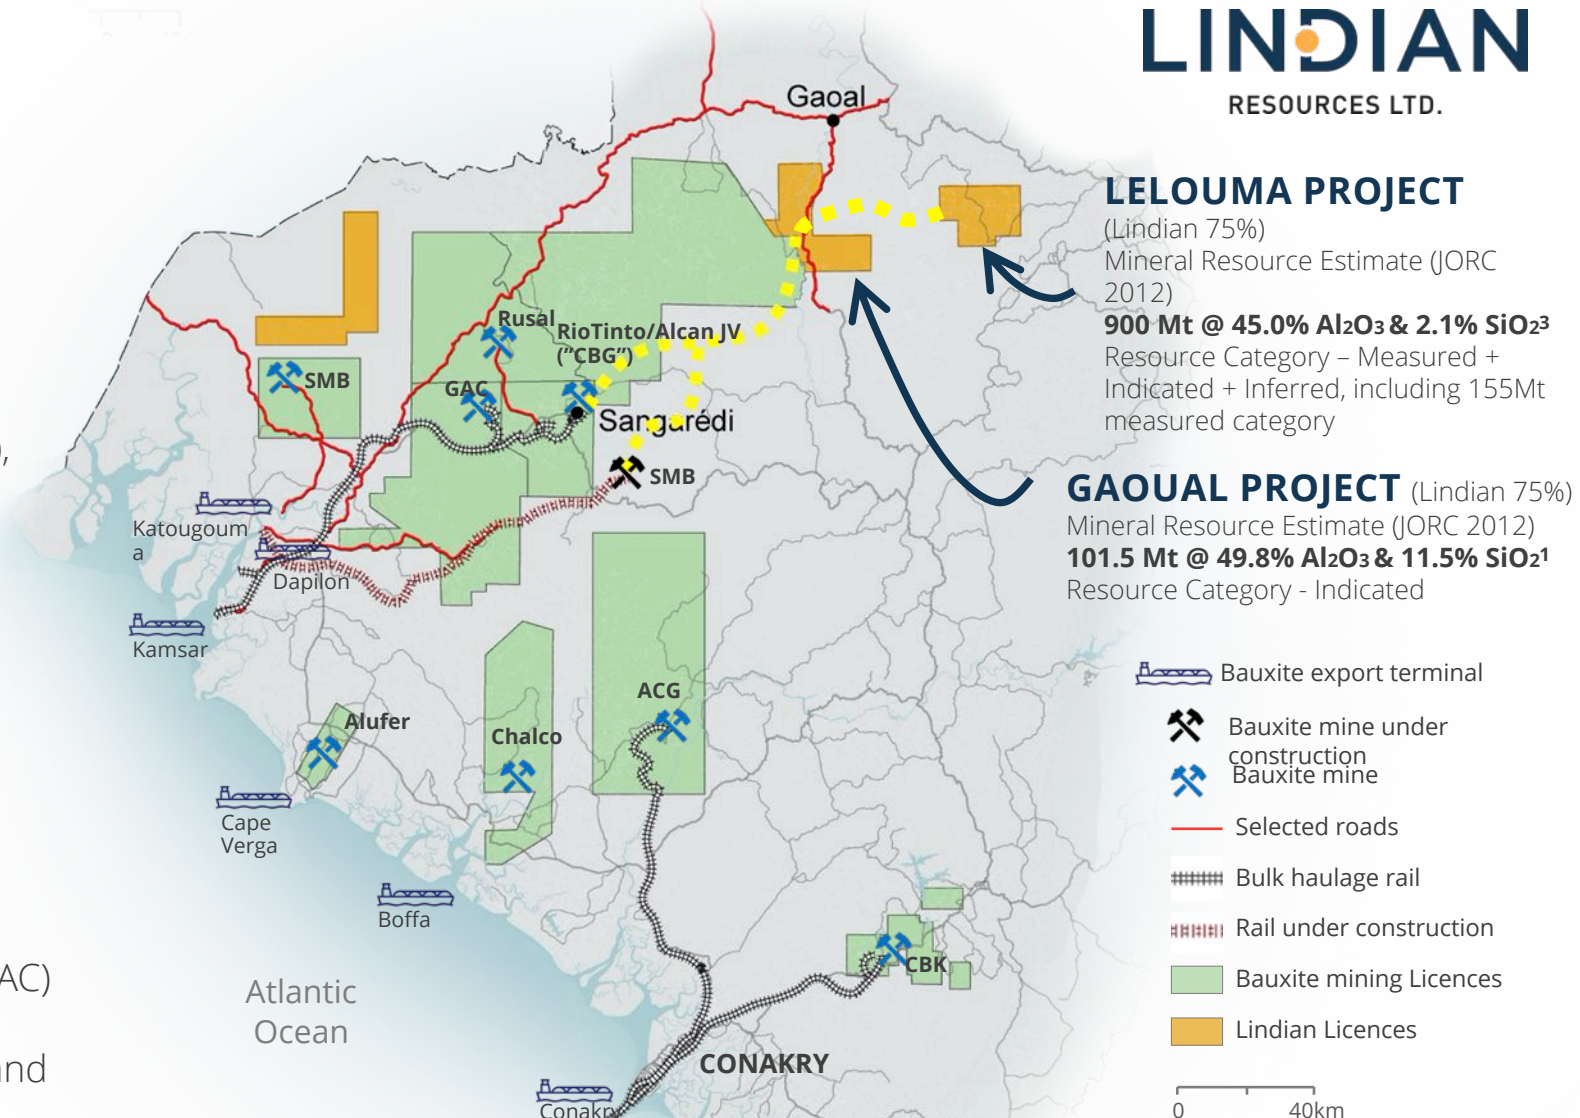 LINDIAN
RESOURCES LTD.
Gaoal
LELOUMA PROJECT
(Lindian 75%)
Mineral Resource Estimate (JORC
2012)
900 Mt @ 45.0% Al₂O₃ & 2.1% SiO₂³
Resource Category – Measured +
Indicated + Inferred, including 155Mt
measured category
Rusal
RioTinto/Alcan JV
(”CBG”)
SMB
GAC
Sangarédi
SMB
),
GAOUAL PROJECT (Lindian 75%)
Mineral Resource Estimate (JORC 2012)
101.5 Mt @ 49.8% Al₂O₃ & 11.5% SiO₂¹
Resource Category - Indicated
Katougoum
a
Dapilon
Kamsar
ACG
Alufer
Chalco
Cape
Verga
Boffa
CBK
AC)
Atlantic
Ocean
and
CONAKRY
Conakry
Bauxite export terminal
Bauxite mine under
construction
Bauxite mine
Selected roads
Bulk haulage rail
Rail under construction
Bauxite mining Licences
Lindian Licences
0 40km